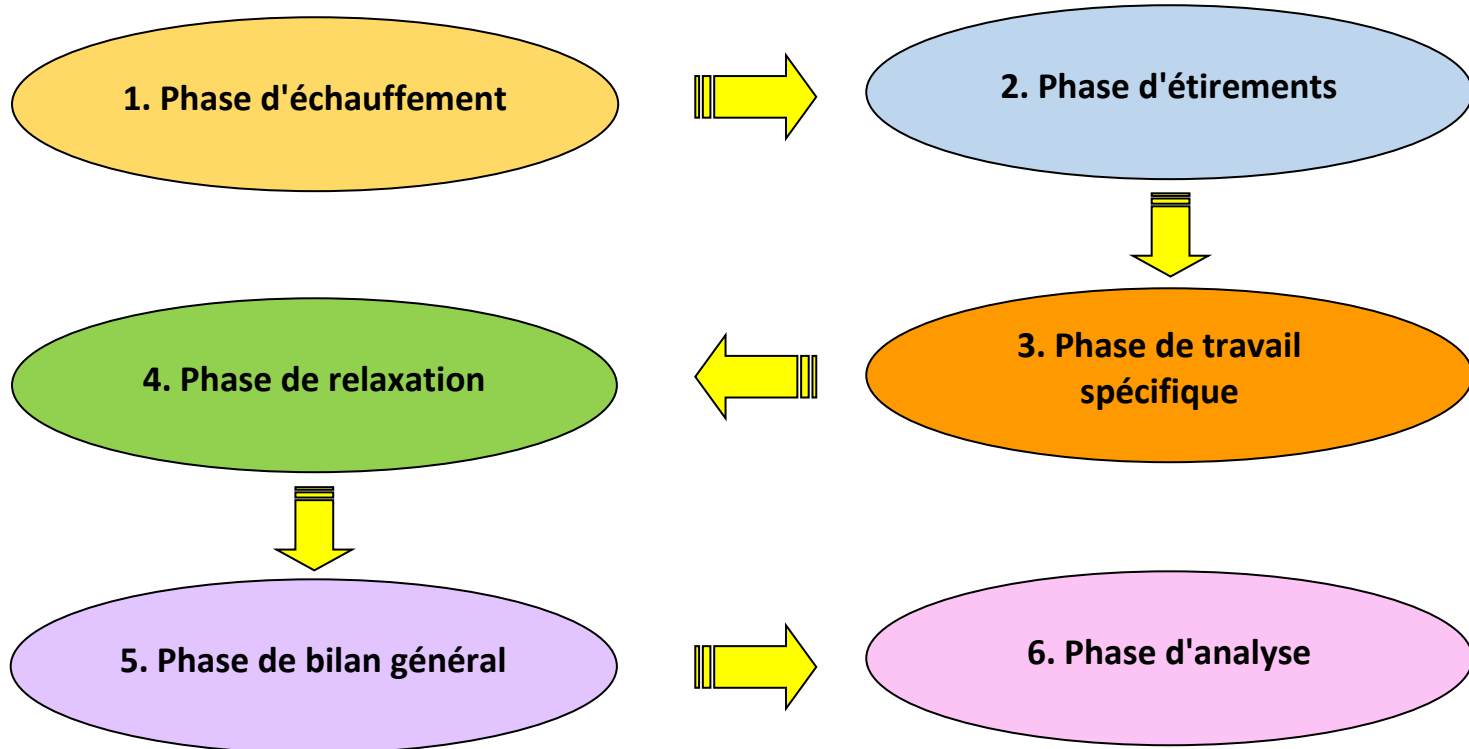 1. Phase d'échauffement
2. Phase d'étirements
3. Phase de travail
spécifique
4. Phase de relaxation
5. Phase de bilan général
6. Phase d'analyse